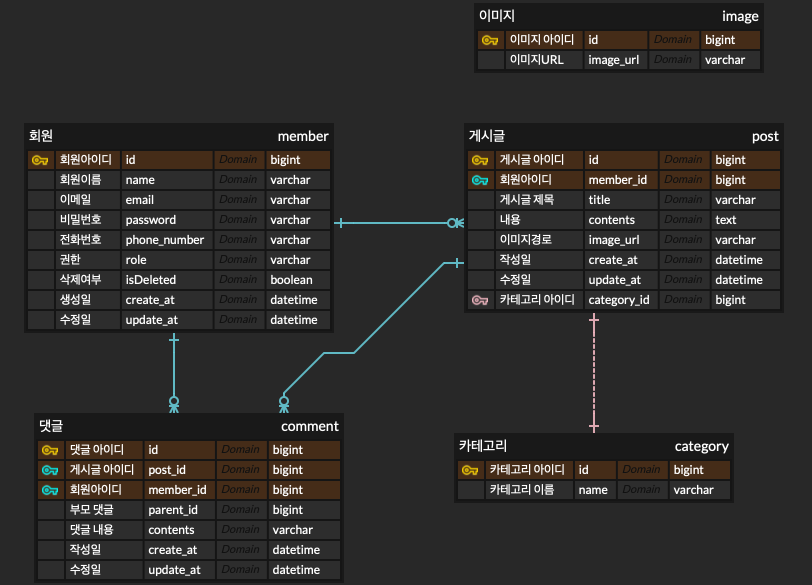 이미지 image
이미지 아이디 id Domain bigint
이미지URL image_url Domain varchar
회원 member
회원아이디 id Domain bigint
회원이름 name Domain varchar
이메일 email Domain varchar
비밀번호 password Domain varchar
전화번호 phone_number Domain varchar
권한 role Domain varchar
삭제여부 isDeleted Domain boolean
생성일 create_at Domain datetime
수정일 update_at Domain datetime
게시글 post
게시글 아이디 id Domain bigint
회원아이디 member_id Domain bigint
게시글 제목 title Domain varchar
내용 contents Domain text
이미지경로 image_url Domain varchar
작성일 create_at Domain datetime
수정일 update_at Domain datetime
카테고리 아이디 category_id Domain bigint
댓글 comment
댓글 아이디 id Domain bigint
게시글 아이디 post_id Domain bigint
회원아이디 member_id Domain bigint
부모 댓글 parent_id Domain bigint
댓글 내용 contents Domain varchar
작성일 create_at Domain datetime
수정일 update_at Domain datetime
카테고리 category
카테고리 아이디 id Domain bigint
카테고리 이름 name Domain varchar